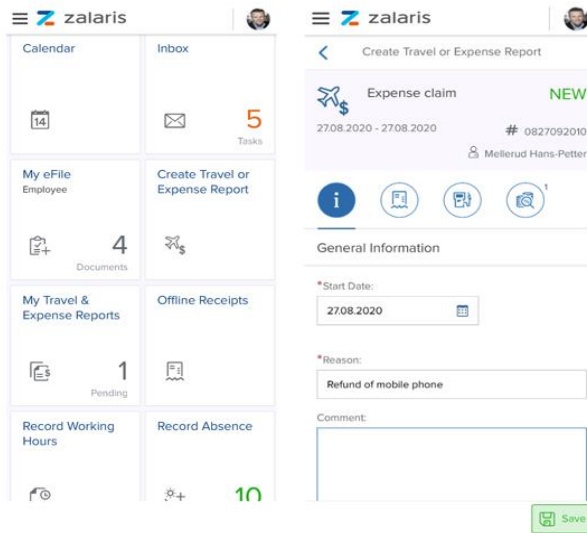 zalaris
Calendar
Inbox
14
5
Tasks
My eFile
Employee
Create Travel or
Expense Report
4
Documents
$
My Travel &
Expense Reports
Offline Receipts
$
1
Pending
Record Working
Hours
Record Absence
10
zalaris
Create Travel or Expense Report
$
Expense claim
NEW
27.08.2020 - 27.08.2020
# 0827092010
Mellerud Hans-Petter
i
1
General Information
*Start Date:
27.08.2020
*Reason:
Refund of mobile phone
Comment:
Save